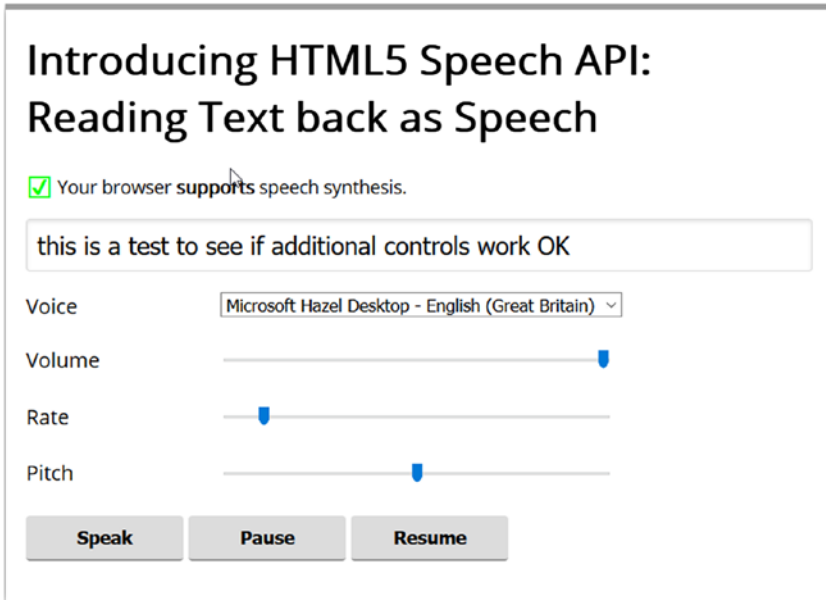 Introducing HTML5 Speech API:
Reading Text back as Speech
Your browser supports speech synthesis.
this is a test to see if additional controls work OK
Voice Microsoft Hazel Desktop - English (Great Britain)
Volume
Rate
Pitch
Speak Pause Resume